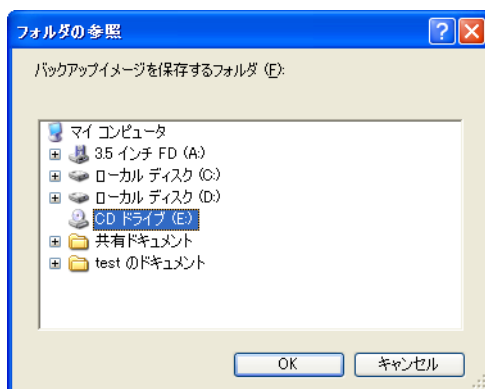 フォルダの参照
バックアップイメージを保存するフォルダ (F):
マイ コンピュータ
3.5 インチ FD (A:)
ローカル ディスク (C:)
ローカル ディスク (D:)
CD ドライブ (E:)
共有ドキュメント
test のドキュメント
OK キャンセル